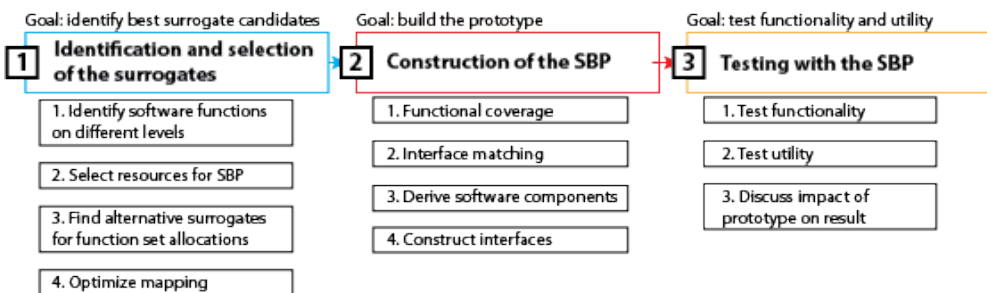 Goal: identify best surrogate candidates
1
Identification and selection
of the surrogates
1. Identify software functions
on different levels
2. Select resources for SBP
3. Find alternative surrogates
for function set allocations
4. Optimize mapping
Goal: build the prototype
2
Construction of the SBP
1. Functional coverage
2. Interface matching
3. Derive software components
4. Construct interfaces
Goal: test functionality and utility
3
Testing with the SBP
1. Test functionality
2. Test utility
3. Discuss impact of
prototype on result